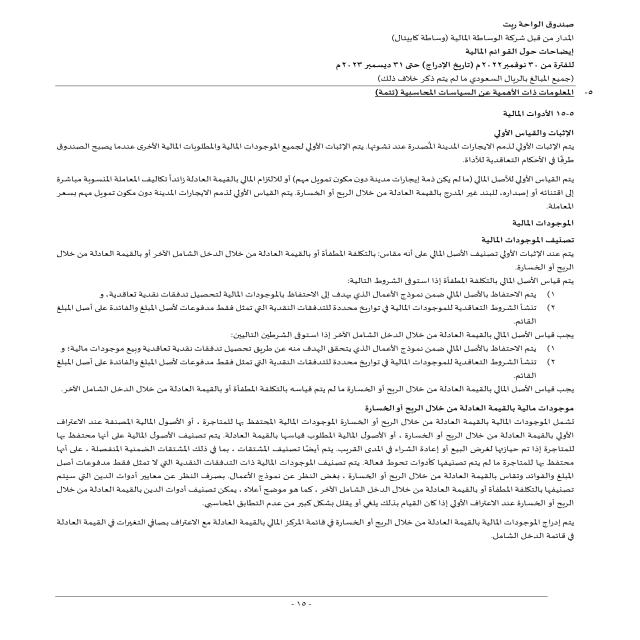 صندوق الواحة ريت
المدار من قبل شركة الوساطة المالية (وساطة كابيتال)
إيضاحات حول القوائم المالية
للفترة من ٣٠ نوفمبر ٢٠٢٢م (تاريخ الإدراج) حتى ٣١ ديسمبر ٢٠٢٣ م
(جميع المبالغ بالريال السعودي ما لم يتم ذكر خلاف ذلك)
٥- المعلومات ذات الأهمية عن السياسات المحاسبية (تتمة)
٥-١٥ الأدوات المالية
الإثبات والقياس الأولي
يتم الإثبات الأولي لذمم الايجارات المدينة المُصدرة عند نشوئها. يتم الإثبات الأولي لجميع الموجودات المالية والمطلوبات المالية الأخرى عندما يصبح الصندوق
طرفًا في الأحكام التعاقدية للأداة.
يتم القياس الأولي للأصل المالي (ما لم يكن ذمة إيجارات مدينة دون مكون تمويل مهم) أو للالتزام المالي بالقيمة العادلة زائداً تكاليف المعاملة المنسوبة مباشرة
إلى اقتنائه أو إصداره، للبند غير المدرج بالقيمة العادلة من خلال الربح أو الخسارة. يتم القياس الأولي لذمم الايجارات المدينة دون مكون تمويل مهم بسعر
المعاملة.
الموجودات المالية
تصنيف الموجودات المالية
يتم عند الإثبات الأولي تصنيف الأصل المالي على أنه مقاس: بالتكلفة المطفأة أو بالقيمة العادلة من خلال الدخل الشامل الآخر أو بالقيمة العادلة من خلال
الربح أو الخسارة.
يتم قياس الأصل المالي بالتكلفة المطفأة إذا استوفى الشروط التالية:
١) يتم الاحتفاظ بالأصل المالي ضمن نموذج الأعمال الذي يهدف إلى الاحتفاظ بالموجودات المالية لتحصيل تدفقات نقدية تعاقدية، و
٢) تنشأ الشروط التعاقدية للموجودات المالية في تواريخ محددة للتدفقات النقدية التي تمثل فقط مدفوعات لأصل المبلغ والفائدة على أصل المبلغ
القائم.
يجب قياس الأصل المالي بالقيمة العادلة من خلال الدخل الشامل الآخر إذا استوفى الشرطين التاليين:
١) يتم الاحتفاظ بالأصل المالي ضمن نموذج الأعمال الذي يتحقق الهدف منه عن طريق تحصيل تدفقات نقدية تعاقدية وبيع موجودات مالية؛ و
٢) تنشأ الشروط التعاقدية للموجودات المالية في تواريخ محددة للتدفقات النقدية التي تمثل فقط مدفوعات لأصل المبلغ والفائدة على أصل المبلغ
القائم.
يجب قياس الأصل المالي بالقيمة العادلة من خلال الربح أو الخسارة ما لم يتم قياسه بالتكلفة المطفأة أو بالقيمة العادلة من خلال الدخل الشامل الآخر.
موجودات مالية بالقيمة العادلة من خلال الربح أو الخسارة
تشمل الموجودات المالية بالقيمة العادلة من خلال الربح أو الخسارة الموجودات المالية المحتفظ بها للمتاجرة ، أو الأصول المالية المصنفة عند الاعتراف
الأولي بالقيمة العادلة من خلال الربح أو الخسارة ، أو الأصول المالية المطلوب قياسها بالقيمة العادلة. يتم تصنيف الأصول المالية على أنها محتفظ بها
للمتاجرة إذا تم حيازتها لغرض البيع أو إعادة الشراء في المدى القريب. يتم أيضًا تصنيف المشتقات ، بما في ذلك المشتقات الضمنية المنفصلة ، على أنها
محتفظ بها للمتاجرة ما لم يتم تصنيفها كأدوات تحوط فعالة. يتم تصنيف الموجودات المالية ذات التدفقات النقدية التي لا تمثل فقط مدفوعات أصل
المبلغ والفوائد وتقاس بالقيمة العادلة من خلال الربح أو الخسارة ، بغض النظر عن نموذج الأعمال. بصرف النظر عن معايير أدوات الدين التي سيتم
تصنيفها بالتكلفة المطفأة أو بالقيمة العادلة من خلال الدخل الشامل الآخر ، كما هو موضح أعلاه ، يمكن تصنيف أدوات الدين بالقيمة العادلة من خلال
الربح أو الخسارة عند الاعتراف الأولي إذا كان القيام بذلك يلغي أو يقلل بشكل كبير من عدم التطابق المحاسبي.
يتم إدراج الموجودات المالية بالقيمة العادلة من خلال الربح أو الخسارة في قائمة المركز المالي بالقيمة العادلة مع الاعتراف بصافي التغيرات في القيمة العادلة
في قائمة الدخل الشامل.
- ١٥ -